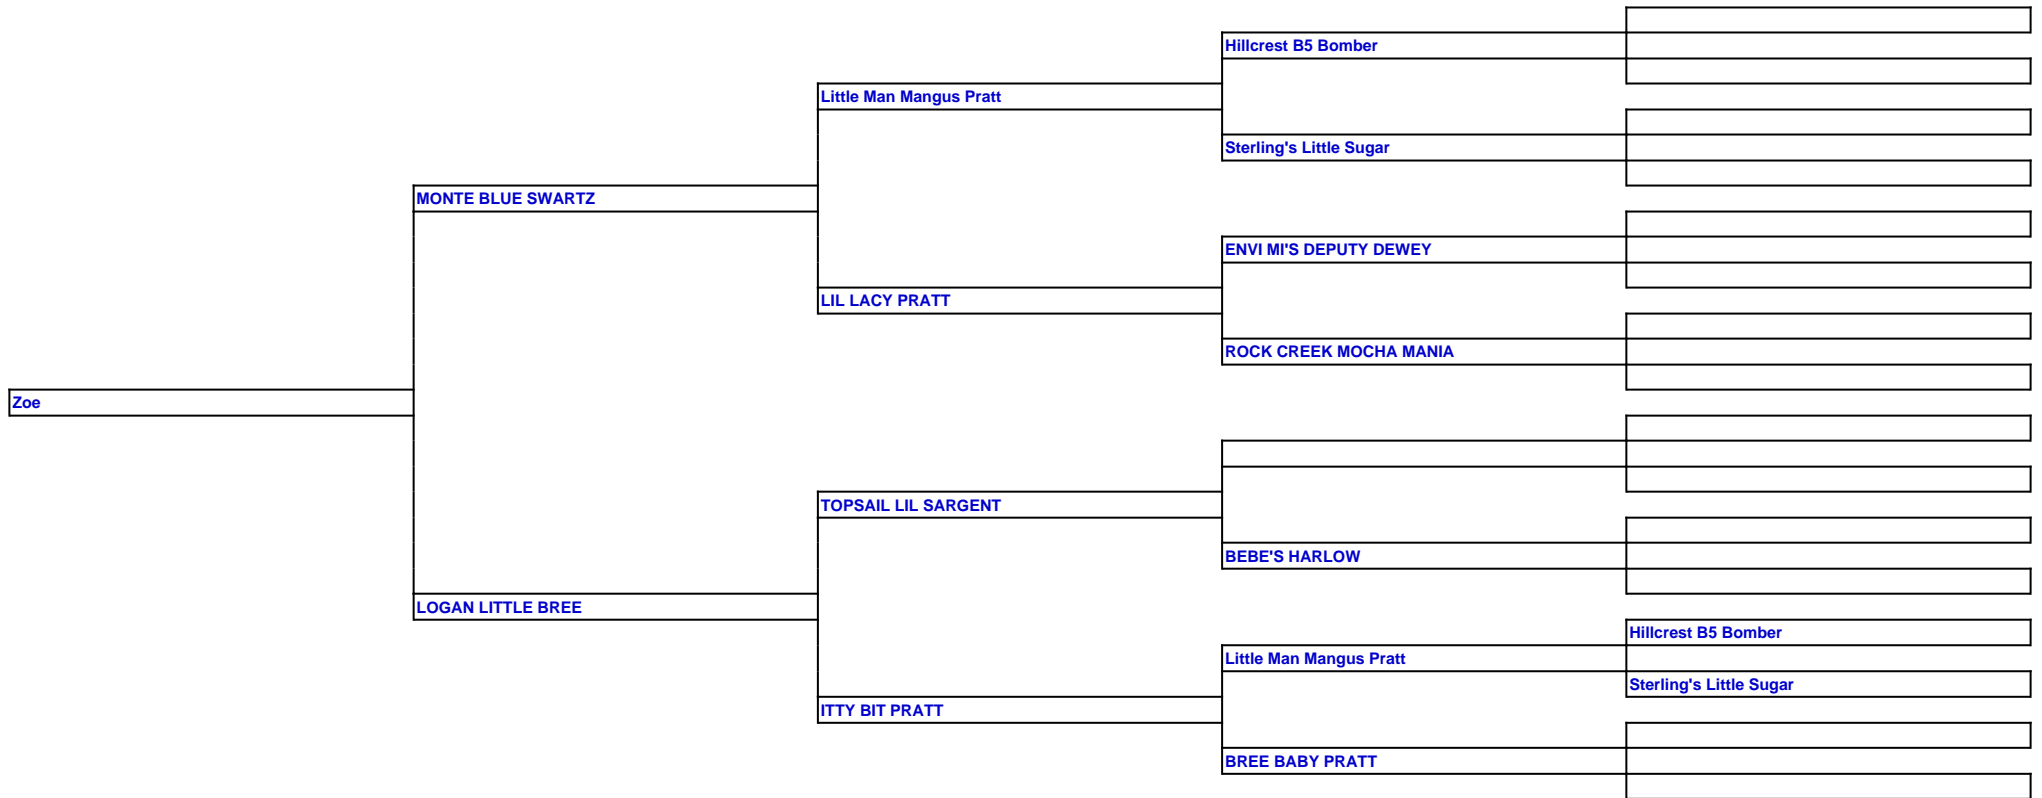 Hillcrest B5 Bomber
Little Man Mangus Pratt
Sterling's Little Sugar
MONTE BLUE SWARTZ
ENVI MI'S DEPUTY DEWEY
LIL LACY PRATT
ROCK CREEK MOCHA MANIA
Zoe
TOPSAIL LIL SARGENT
BEBE'S HARLOW
LOGAN LITTLE BREE
Hillcrest B5 Bomber
Little Man Mangus Pratt
Sterling's Little Sugar
ITTY BIT PRATT
BREE BABY PRATT